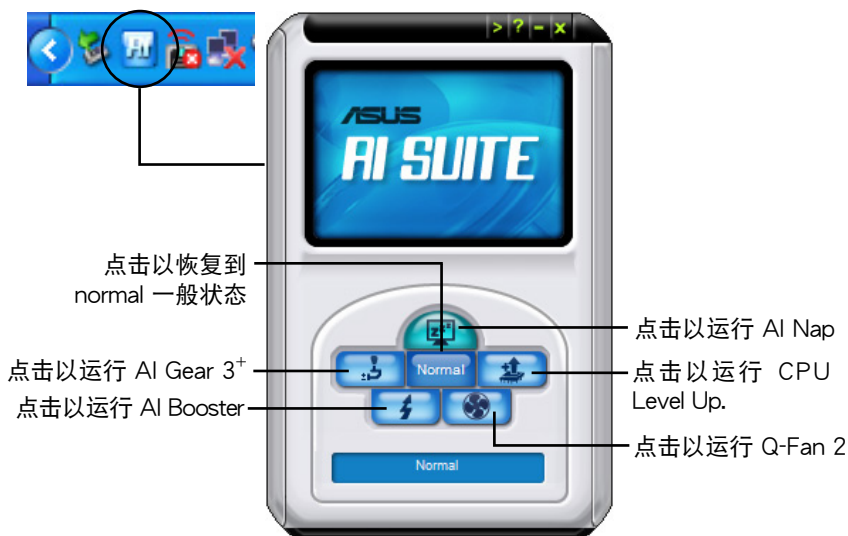 AI
> ? - x
ASUS
AI SUITE
点击以恢复到
normal 一般状态
zzz
点击以运行 AI Nap
点击以运行 AI Gear 3+
Normal
点击以运行 CPU
Level Up.
点击以运行 AI Booster
点击以运行 Q-Fan 2
Normal